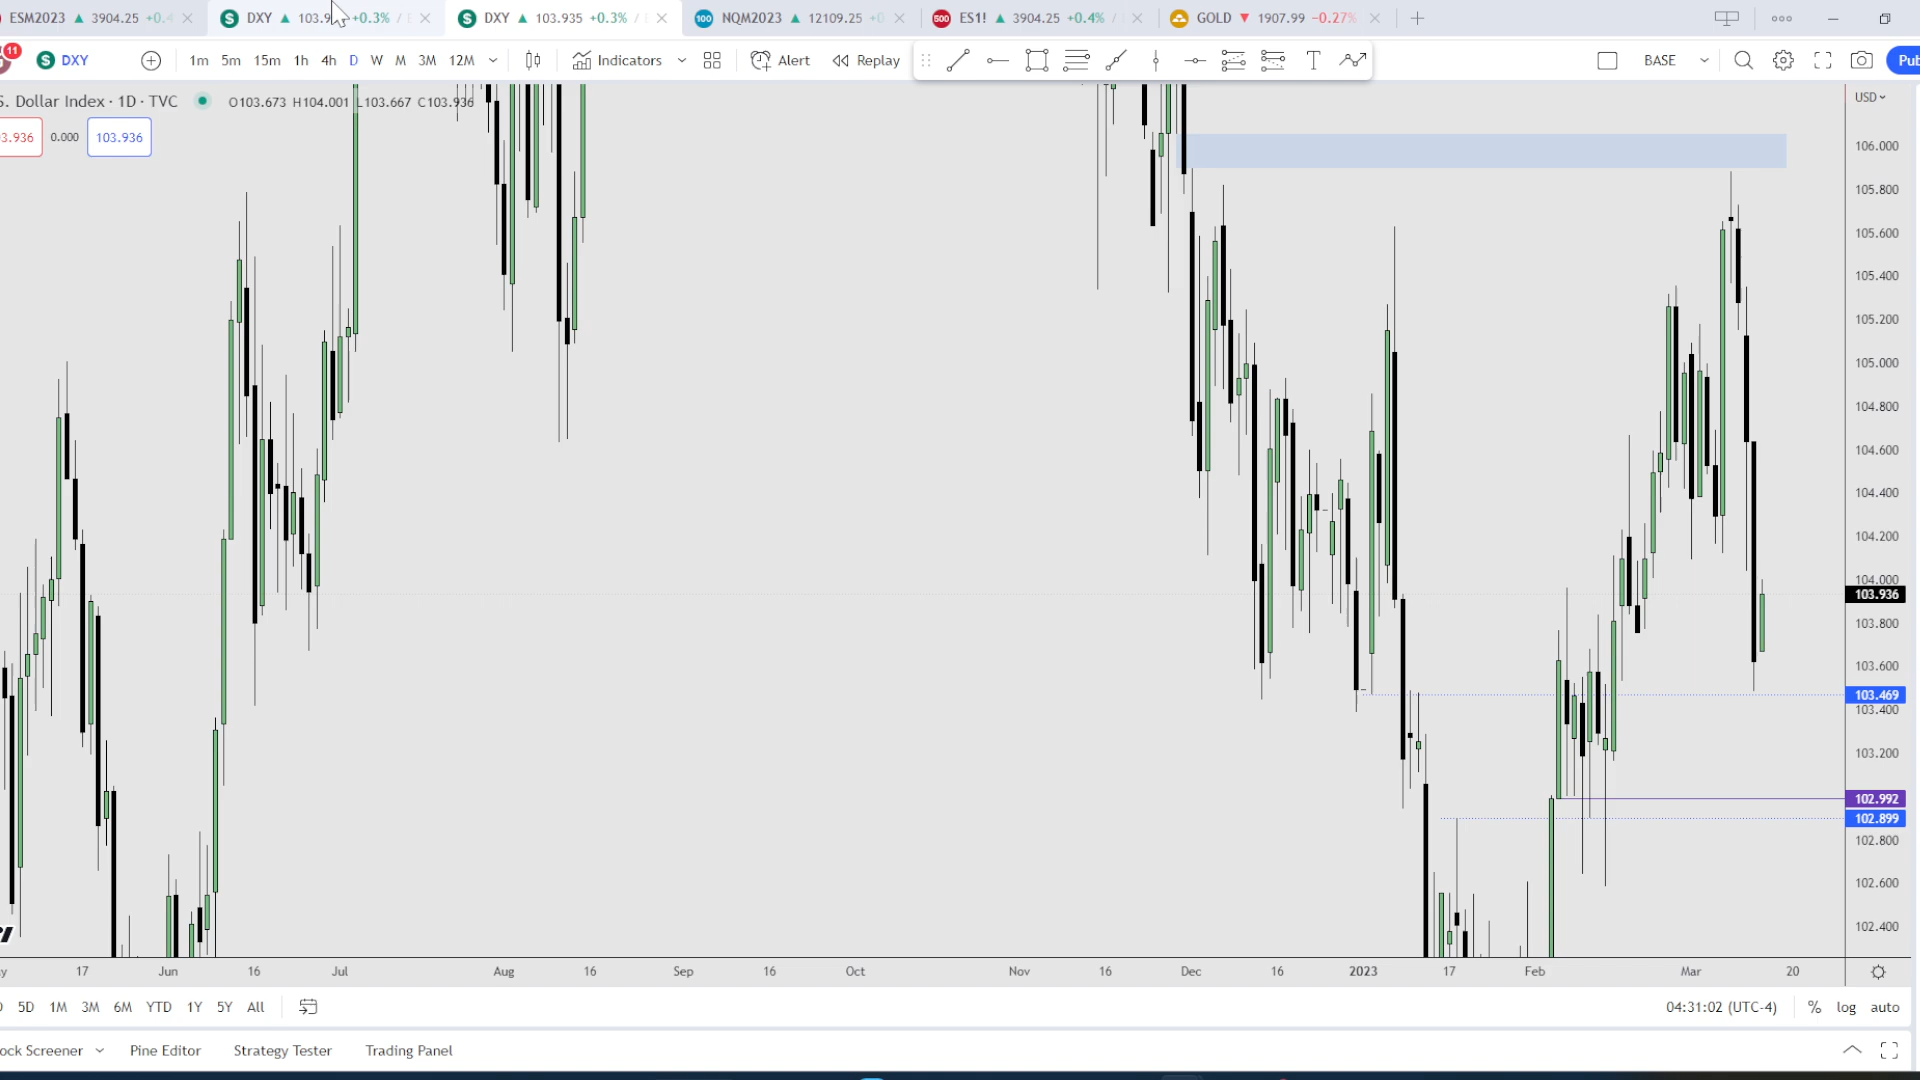 ESM2023 3904.25 +0.4
DXY +0.3% /
DXY 103.935 +0.3% /
100 NQM2023 12109.25
500 ES1! 3904.25 +0.4% /
GOLD 1907.99 −0.27%
11
DXY
1m 5m 15m 1h 4h D W M 3M 12M
Indicators
Alert
Replay
BASE
Pub
S. Dollar Index · 1D · TVC
O103.673 H104.001 L103.667 C103.936
3.936 0.000 103.936
USD
106.000
105.800
105.600
105.400
105.200
105.000
104.800
104.600
104.400
104.200
104.000
103.936
103.800
103.600
103.469
103.400
103.200
102.992
102.899
102.800
102.600
102.400
17 Jun 16 Jul Aug 16 Sep 16 Oct Nov 16 Dec 16 2023 17 Feb Mar 20
5D 1M 3M 6M YTD 1Y 5Y All
04:31:02 (UTC-4) % log auto
ock Screener Pine Editor Strategy Tester Trading Panel